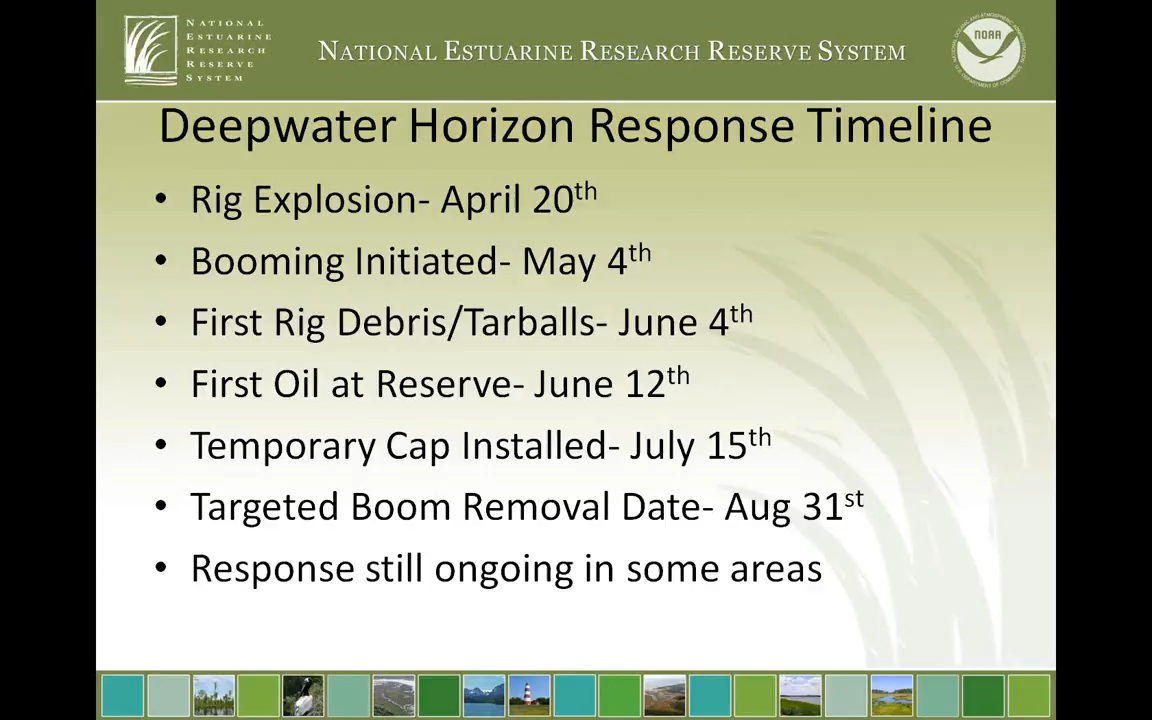 NATIONAL
ESTUARINE
RESEARCH
RESERVE
SYSTEM
NATIONAL ESTUARINE RESEARCH RESERVE SYSTEM
NOAA
Deepwater Horizon Response Timeline
• Rig Explosion- April 20th
• Booming Initiated- May 4th
• First Rig Debris/Tarballs- June 4th
• First Oil at Reserve- June 12th
• Temporary Cap Installed- July 15th
• Targeted Boom Removal Date- Aug 31st
• Response still ongoing in some areas